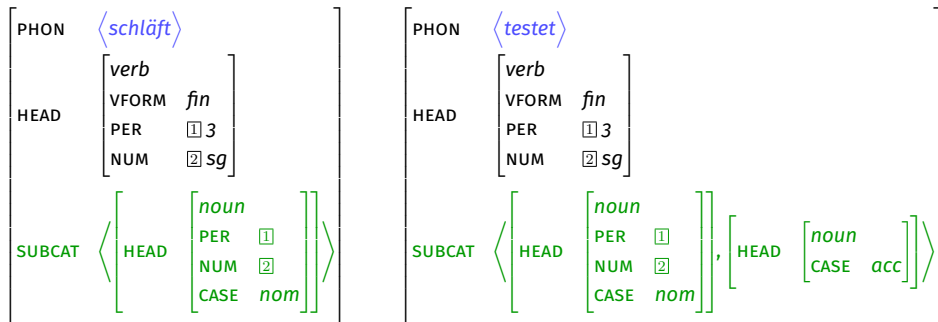 PHON ⟨schläft⟩
HEAD
verb
VFORM fin
PER 1 3
NUM 2 sg
SUBCAT ⟨ HEAD
noun
PER 1
NUM 2
CASE nom ⟩
PHON ⟨testet⟩
HEAD
verb
VFORM fin
PER 1 3
NUM 2 sg
SUBCAT ⟨ HEAD
noun
PER 1
NUM 2
CASE nom
, HEAD
noun
CASE acc ⟩